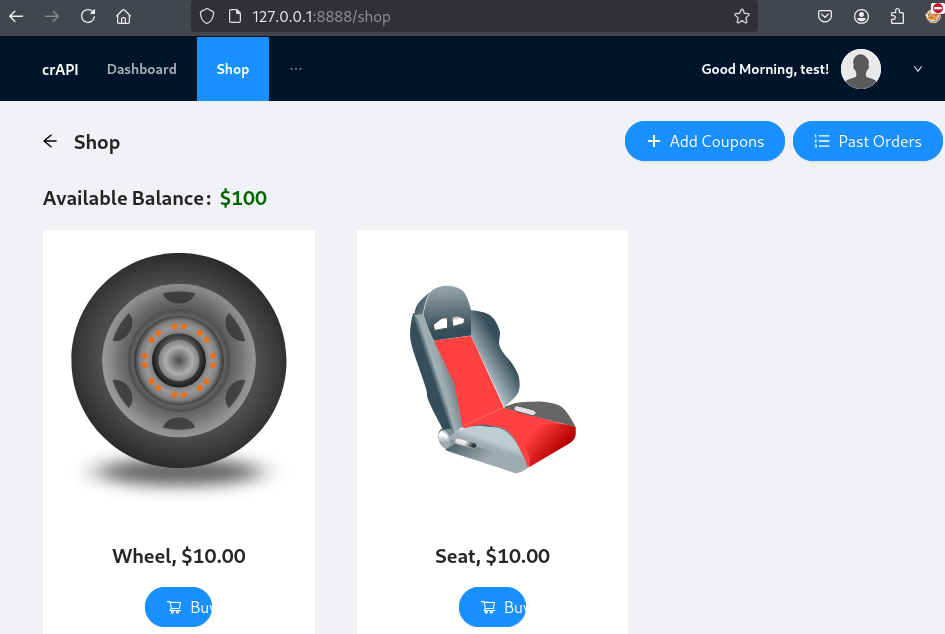 127.0.0.1:8888/shop
crAPI Dashboard Shop ··· Good Morning, test!
Shop Add Coupons Past Orders
Available Balance: $100
Wheel, $10.00 Seat, $10.00
Buy Buy